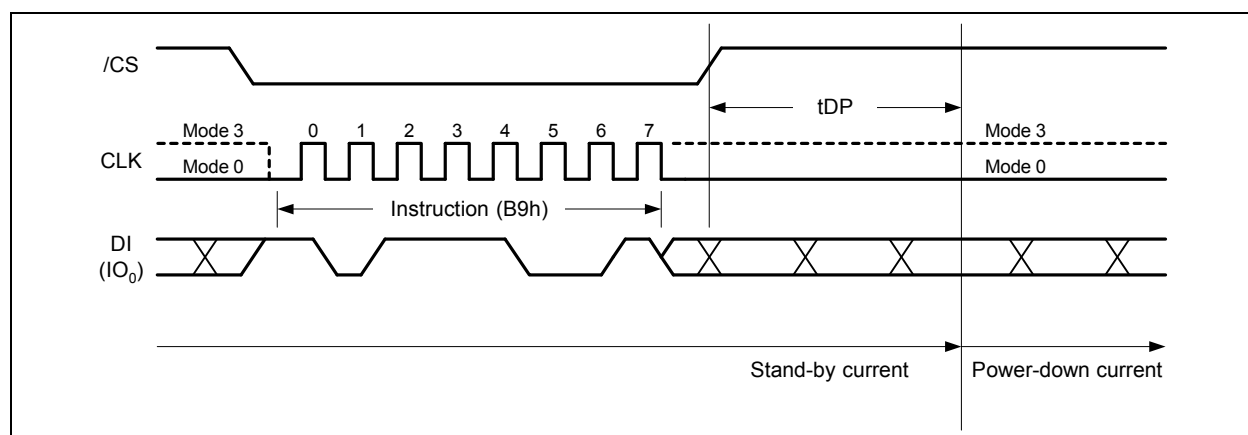 /CS
tDP
Mode 3 0 1 2 3 4 5 6 7 Mode 3
CLK
Mode 0 Mode 0
Instruction (B9h)
DI
(IO₀)
Stand-by current Power-down current